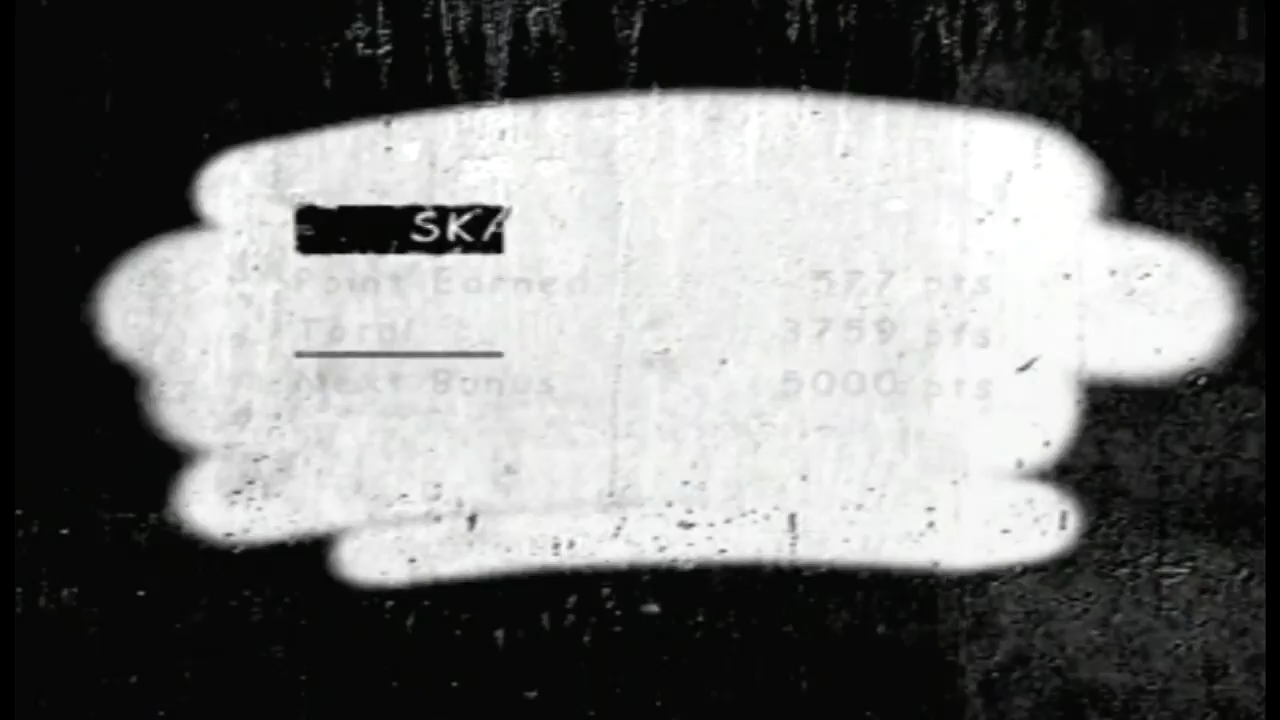 SKA
Point Earned 577 pts
Total 3759 pts
Next Bonus 5000 pts